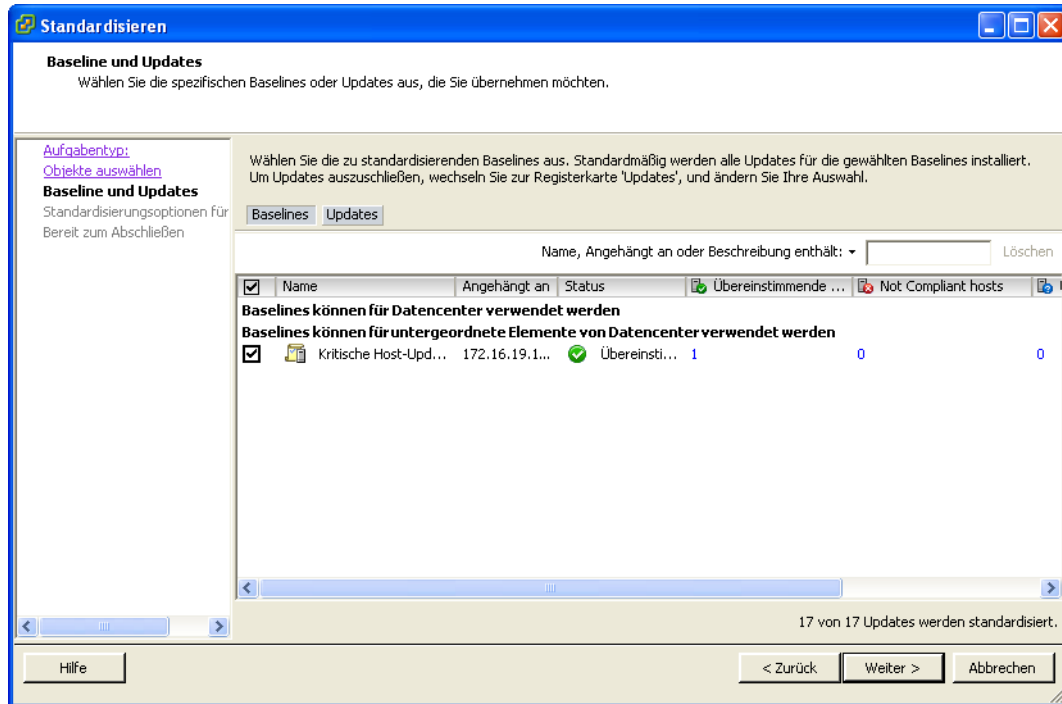 Standardisieren
Baseline und Updates
Wählen Sie die spezifischen Baselines oder Updates aus, die Sie übernehmen möchten.
Aufgabentyp:
Objekte auswählen
Baseline und Updates
Standardisierungsoptionen für
Bereit zum Abschließen
Wählen Sie die zu standardisierenden Baselines aus. Standardmäßig werden alle Updates für die gewählten Baselines installiert.
Um Updates auszuschließen, wechseln Sie zur Registerkarte 'Updates', und ändern Sie Ihre Auswahl.
Baselines Updates
Name, Angehängt an oder Beschreibung enthält: Löschen
Name Angehängt an Status Übereinstimmende ... Not Compliant hosts
Baselines können für Datencenter verwendet werden
Baselines können für untergeordnete Elemente von Datencenter verwendet werden
Kritische Host-Upd... 172.16.19.1... Übereinsti... 1 0 0
17 von 17 Updates werden standardisiert.
Hilfe < Zurück Weiter > Abbrechen